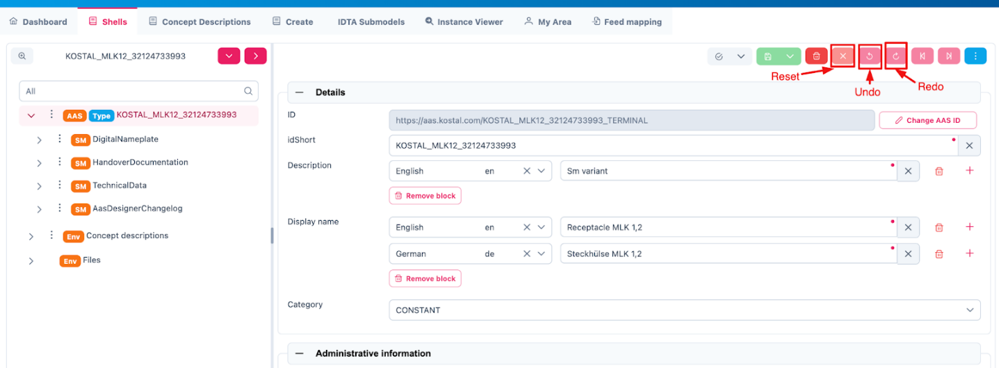 Dashboard Shells Concept Descriptions Create IDTA Submodels Instance Viewer My Area Feed mapping
KOSTAL_MLK12_32124733993
Reset
Undo
Redo
All
AAS Type KOSTAL_MLK12_32124733993
SM DigitalNameplate
SM HandoverDocumentation
SM TechnicalData
SM AasDesignerChangelog
Env Concept descriptions
Env Files
Details
ID https://aas.kostal.com/KOSTAL_MLK12_32124733993_TERMINAL Change AAS ID
idShort KOSTAL_MLK12_32124733993
Description English en Sm variant
Remove block
Display name English en Receptacle MLK 1,2
German de Steckhülse MLK 1,2
Remove block
Category CONSTANT
Administrative information